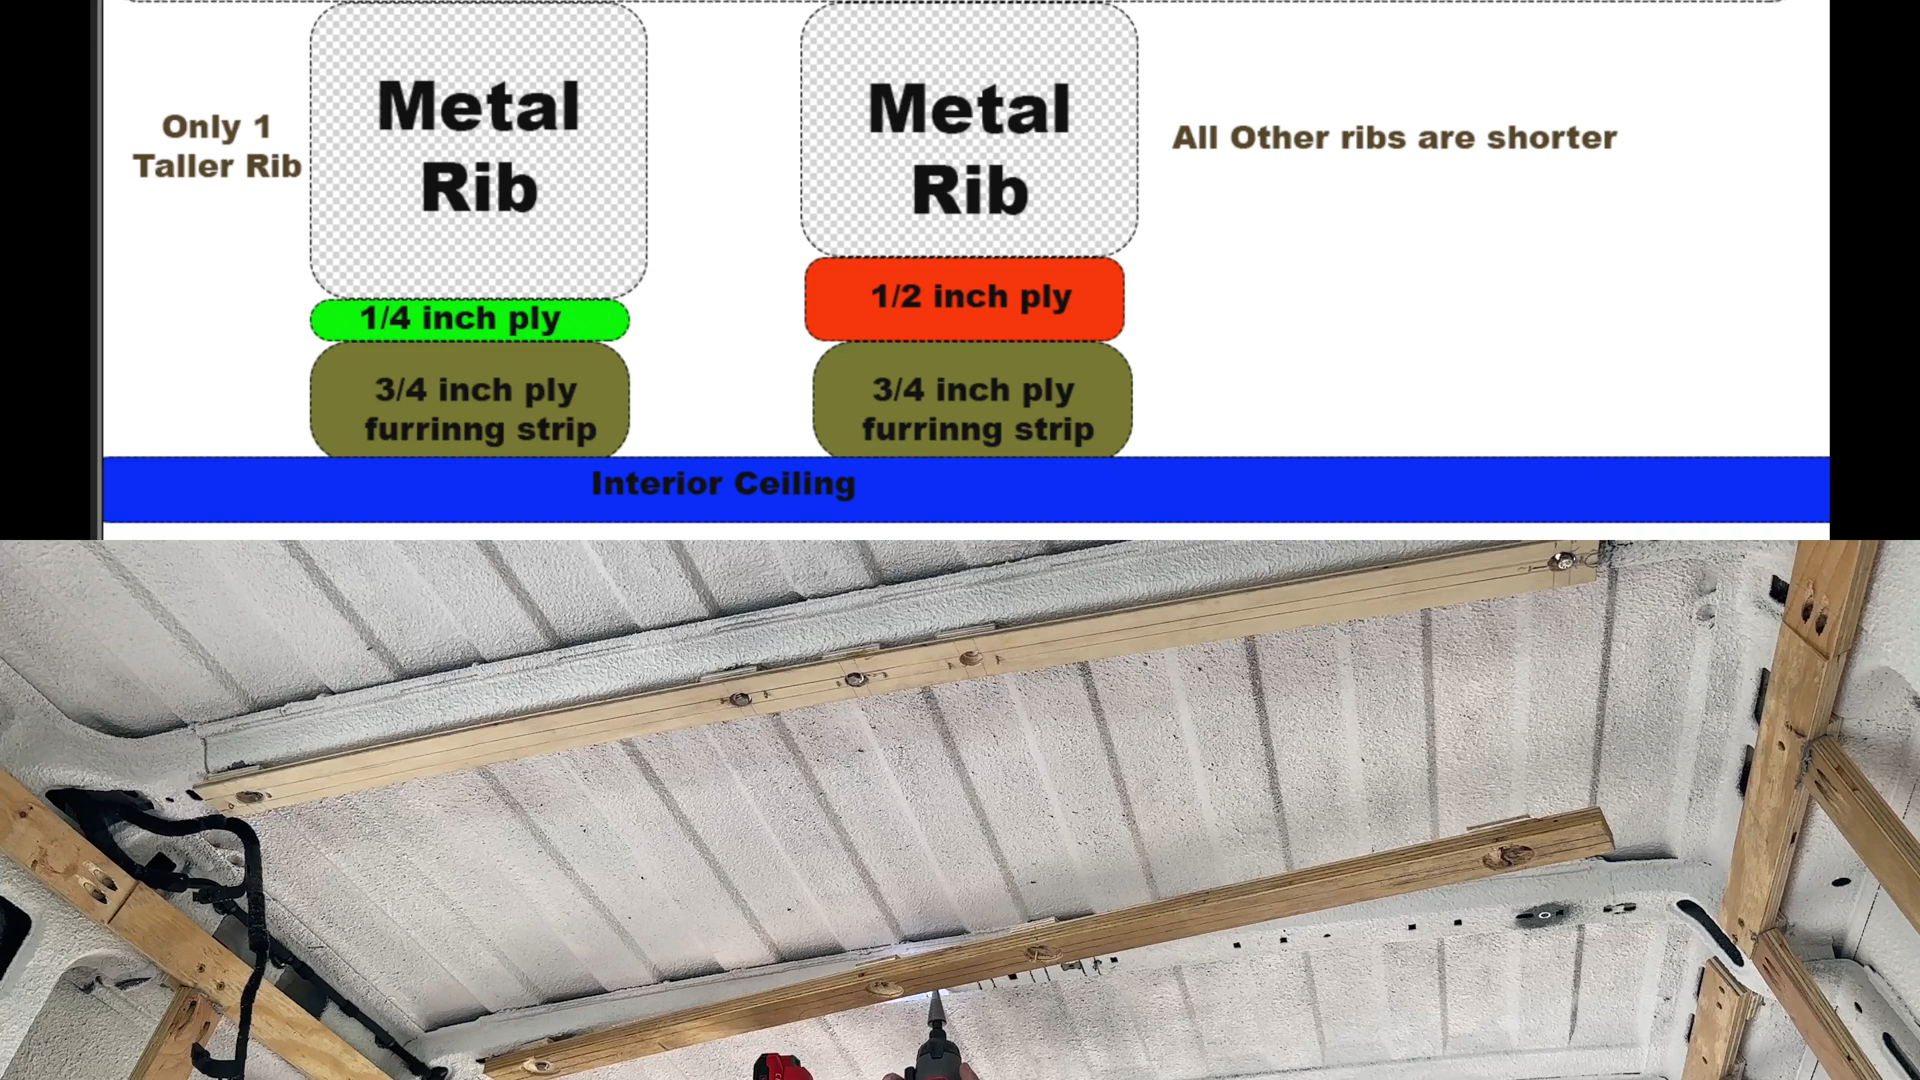 Metal
Rib
Metal
Rib
Only 1
Taller Rib
All Other ribs are shorter
1/4 inch ply
1/2 inch ply
3/4 inch ply
furrinng strip
3/4 inch ply
furrinng strip
Interior Ceiling